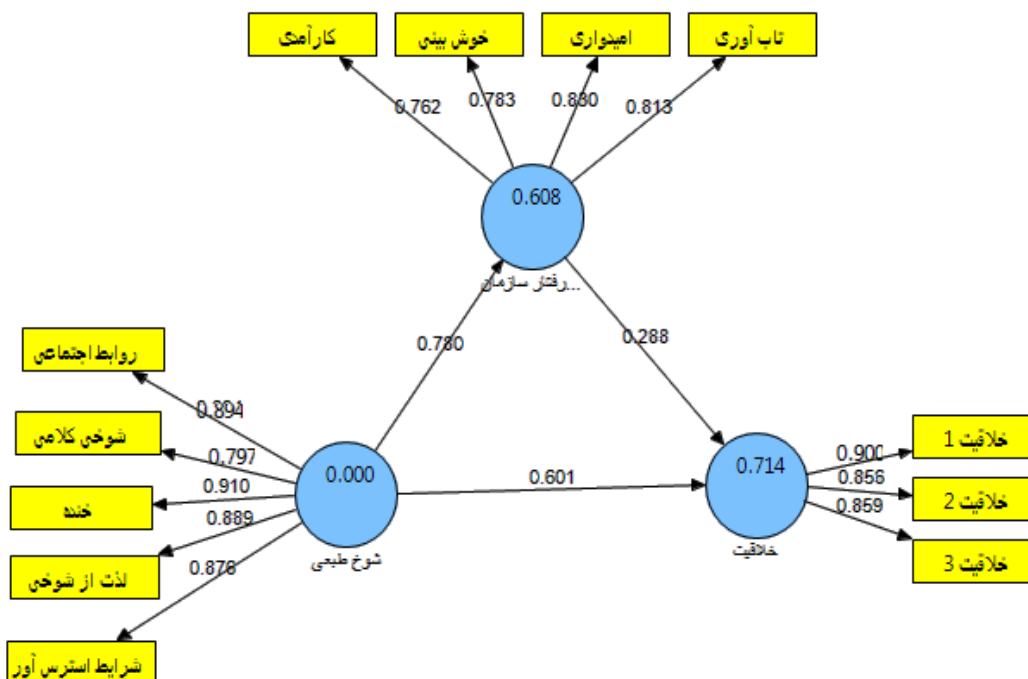 کارآمدی
خوش بینی
امیدواری
تاب آوری
0.762
0.783
0.830
0.813
0.608
رفتار سازمان...
0.780
0.288
روابط اجتماعی
شوخی کلامی
خنده
لذت از شوخی
شرایط استرس آور
0.894
0.797
0.910
0.889
0.876
0.000
شوخ طبعی
0.601
0.714
خلاقیت
0.900
0.856
0.859
خلاقیت 1
خلاقیت 2
خلاقیت 3